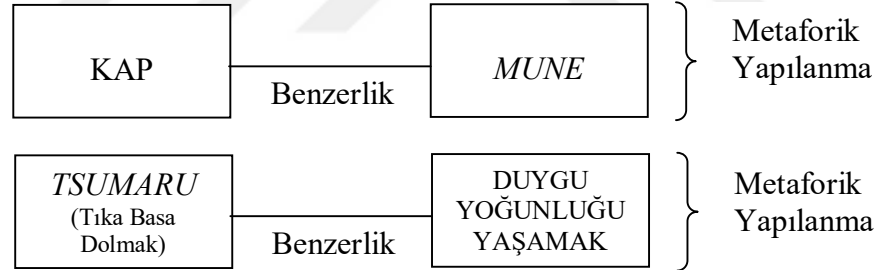 KAP
Benzerlik
MUNE
Metaforik
Yapılanma
TSUMARU
(Tıka Basa
Dolmak)
Benzerlik
DUYGU
YOĞUNLUĞU
YAŞAMAK
Metaforik
Yapılanma